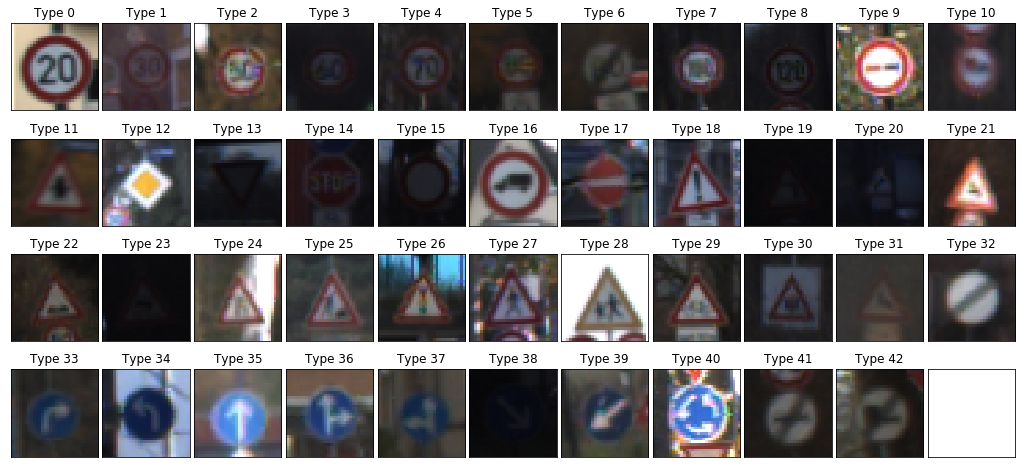 Type 0 Type 1 Type 2 Type 3 Type 4 Type 5 Type 6 Type 7 Type 8 Type 9 Type 10
20 30 50 60 70 80 100 120
Type 11 Type 12 Type 13 Type 14 Type 15 Type 16 Type 17 Type 18 Type 19 Type 20 Type 21
STOP
Type 22 Type 23 Type 24 Type 25 Type 26 Type 27 Type 28 Type 29 Type 30 Type 31 Type 32
Type 33 Type 34 Type 35 Type 36 Type 37 Type 38 Type 39 Type 40 Type 41 Type 42